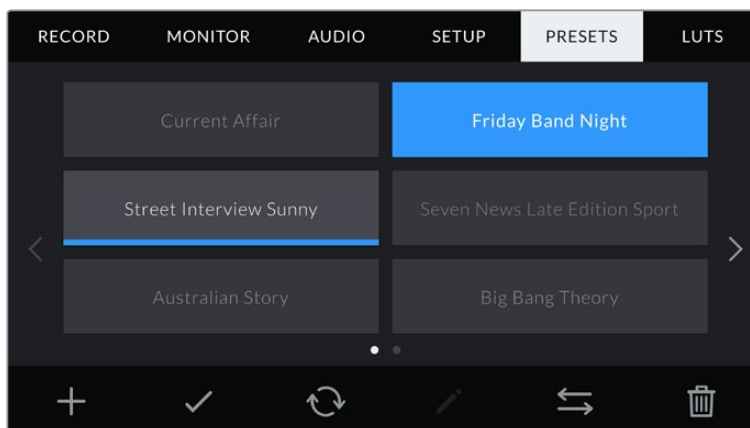 RECORD MONITOR AUDIO SETUP PRESETS LUTS
Current Affair Friday Band Night
Street Interview Sunny Seven News Late Edition Sport
Australian Story Big Bang Theory